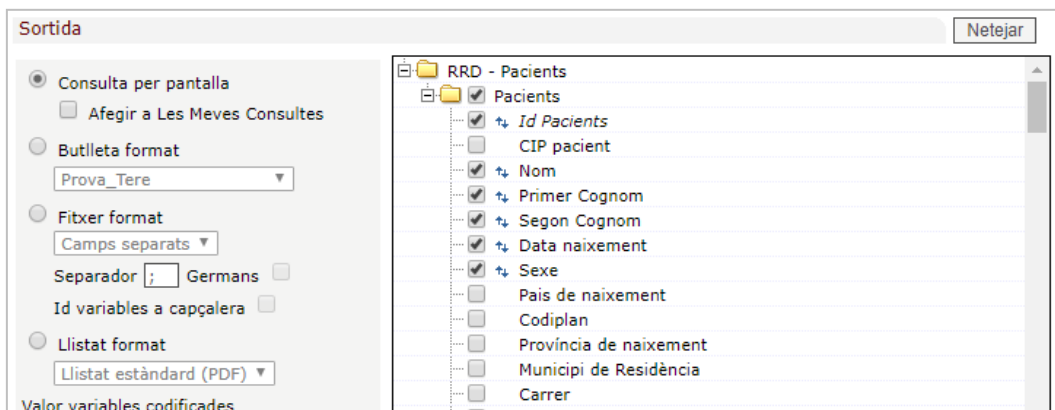 Sortida
Netejar
Consulta per pantalla
Afegir a Les Meves Consultes
Butlleta format
Prova_Tere
Fitxer format
Camps separats
Separador ; Germans
Id variables a capçalera
Llistat format
Llistat estàndard (PDF)
Valor variables codificades
RRD - Pacients
Pacients
Id Pacients
CIP pacient
Nom
Primer Cognom
Segon Cognom
Data naixement
Sexe
Pais de naixement
Codiplan
Província de naixement
Municipi de Residència
Carrer